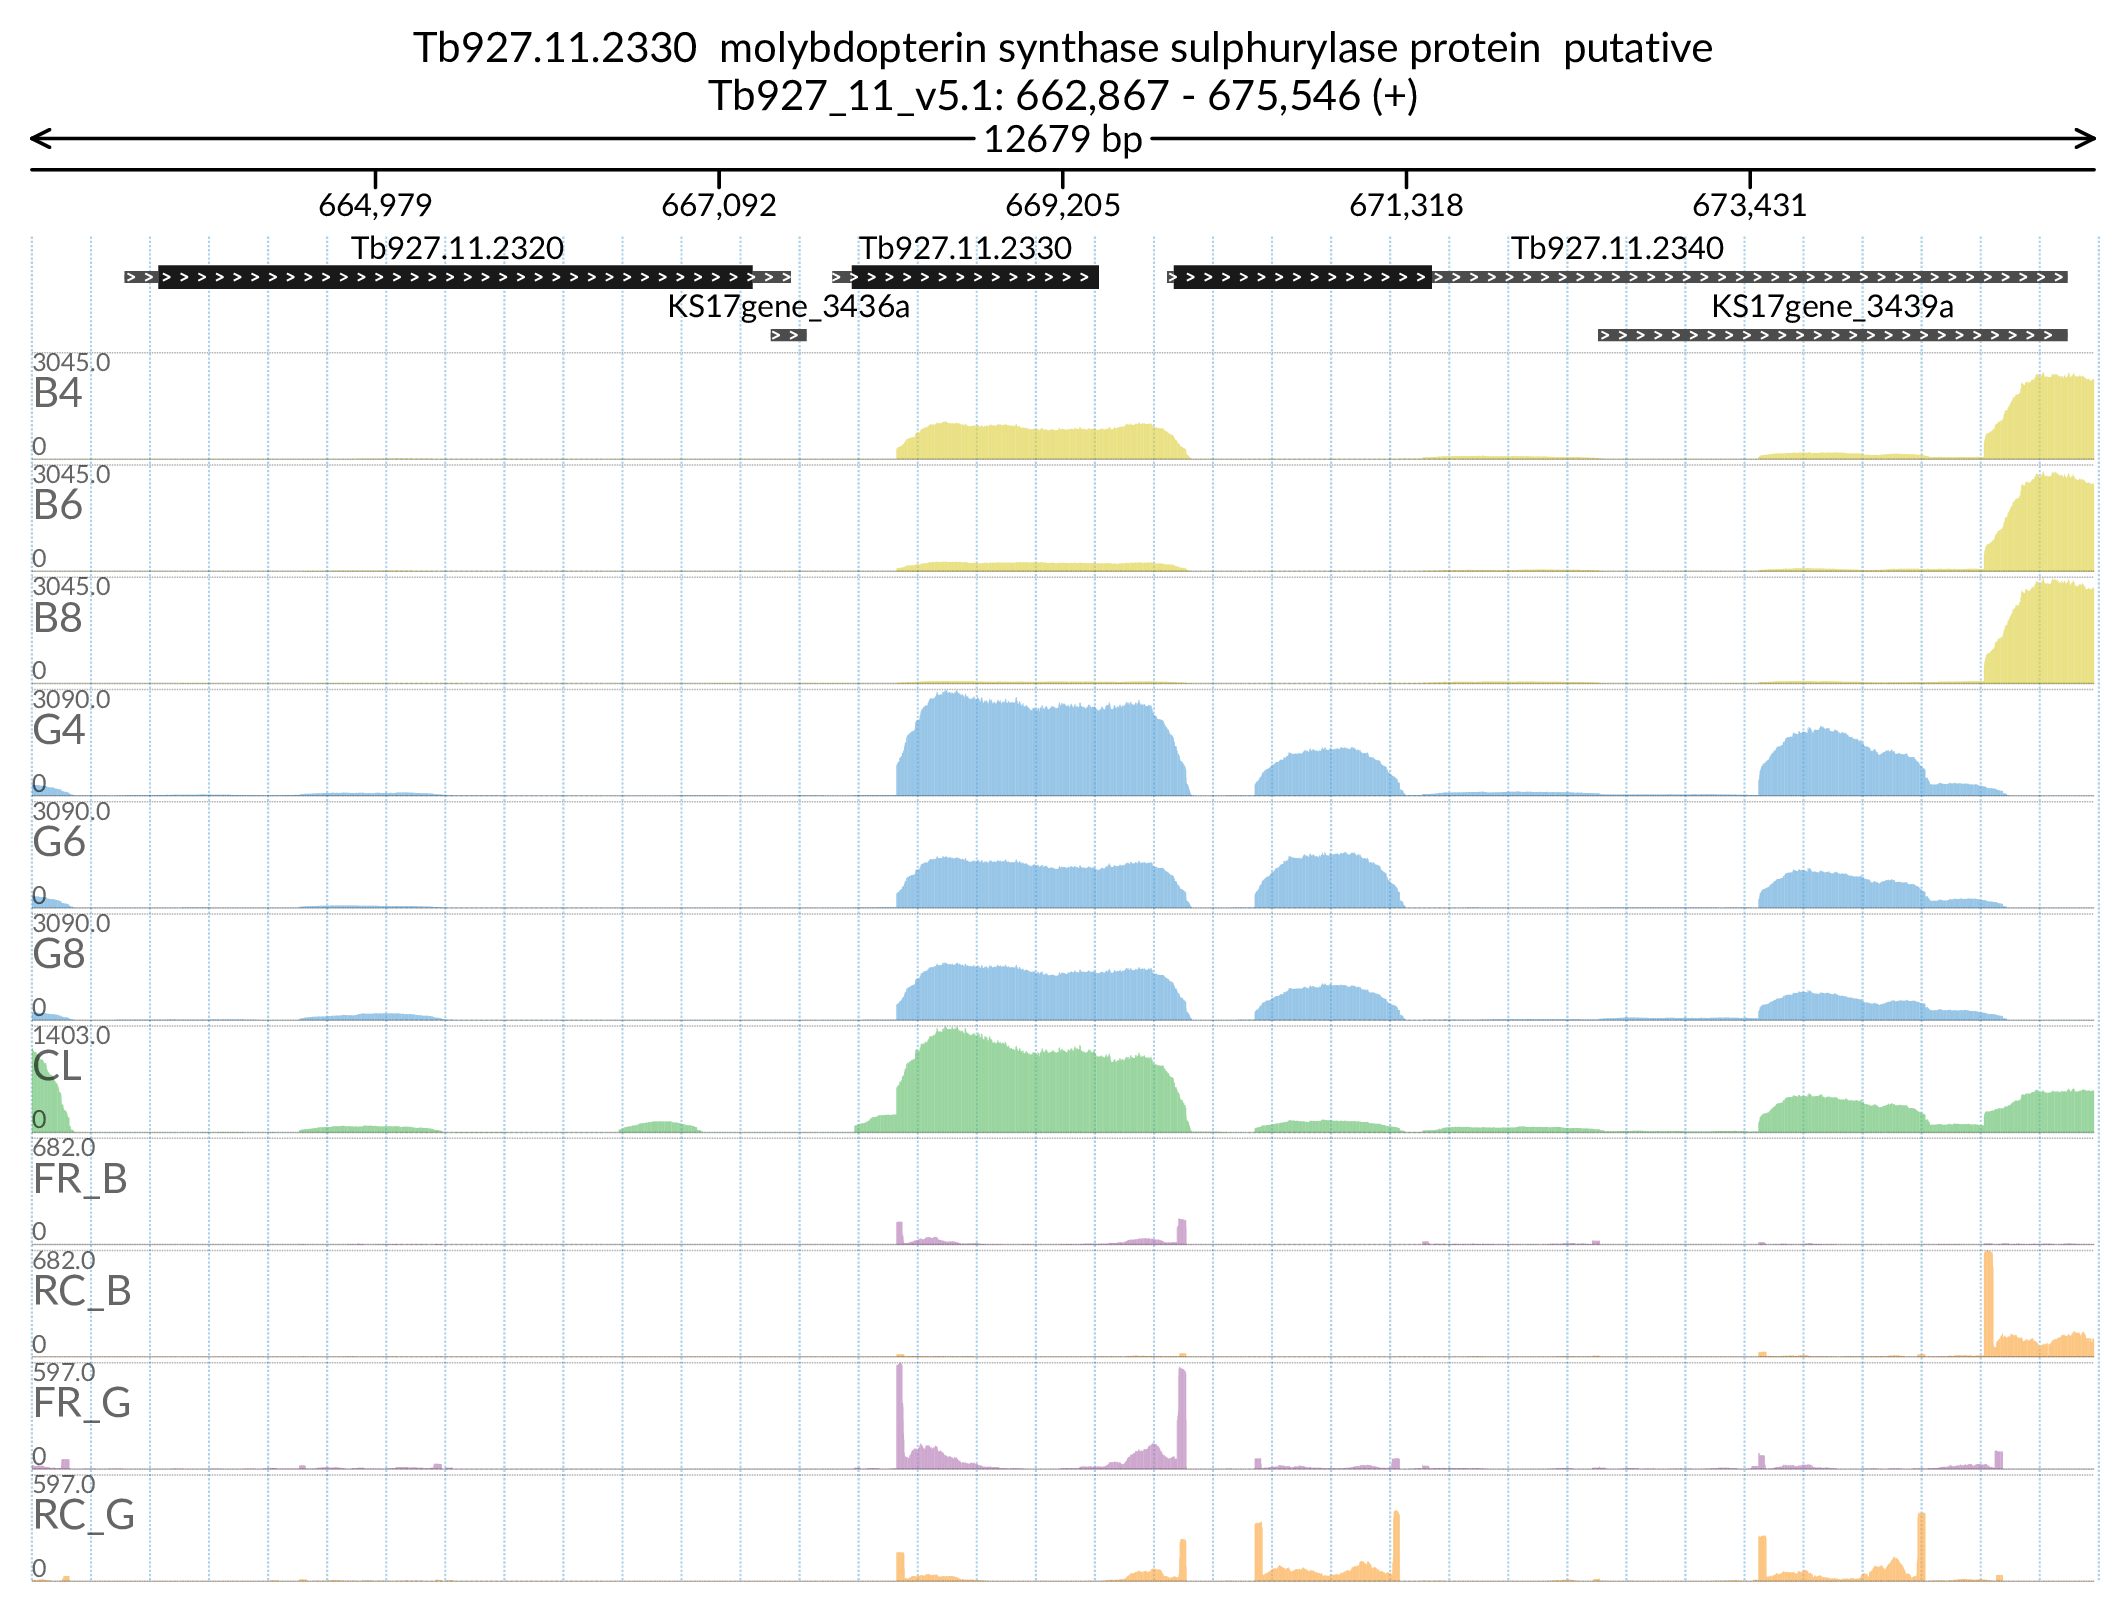 Tb927.11.2330 molybdopterin synthase sulphurylase protein putative
Tb927_11_v5.1: 662,867 - 675,546 (+)
12679 bp
664,979 667,092 669,205 671,318 673,431
Tb927.11.2320 Tb927.11.2330 Tb927.11.2340
KS17gene_3436a KS17gene_3439a
3045.0
B4
0
3045.0
B6
0
3045.0
B8
0
3090.0
G4
0
3090.0
G6
0
3090.0
G8
0
1403.0
CL
0
682.0
FR_B
0
682.0
RC_B
0
597.0
FR_G
0
597.0
RC_G
0